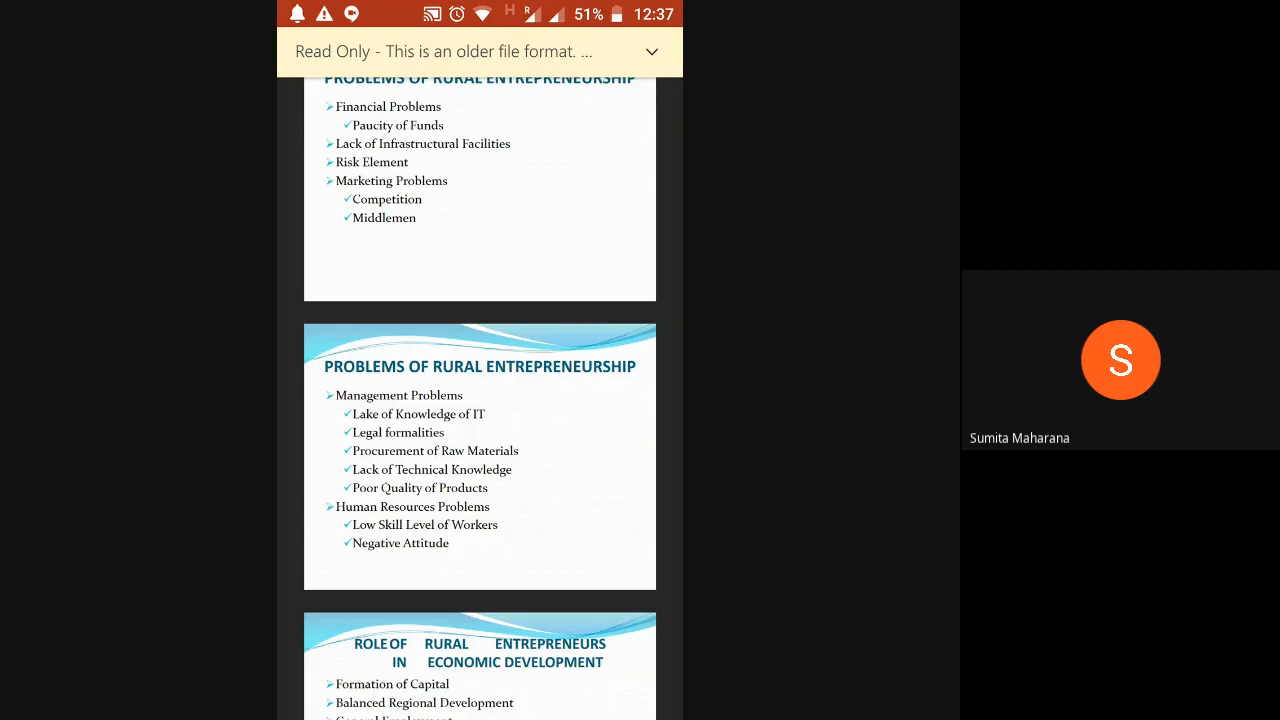 H R 51% 12:37
Read Only - This is an older file format. ...
PROBLEMS OF RURAL ENTREPRENEURSHIP
Financial Problems
Paucity of Funds
Lack of Infrastructural Facilities
Risk Element
Marketing Problems
Competition
Middlemen
PROBLEMS OF RURAL ENTREPRENEURSHIP
Management Problems
Lake of Knowledge of IT
Legal formalities
Procurement of Raw Materials
Lack of Technical Knowledge
Poor Quality of Products
Human Resources Problems
Low Skill Level of Workers
Negative Attitude
ROLE OF RURAL ENTREPRENEURS
IN ECONOMIC DEVELOPMENT
Formation of Capital
Balanced Regional Development
General Employment
S
Sumita Maharana